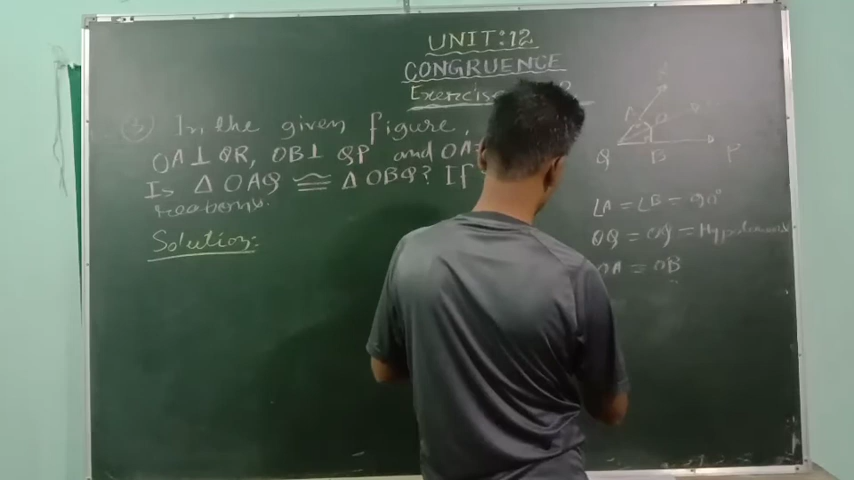 UNIT:12
CONGRUENCE
Exercise
In the given figure,
OA⊥QR, OB⊥ QP and OA=
Is △ OAQ ≅ △ OBQ? If
reasons.
Solution:
R
A
O
Q B P
∠A = ∠B = 90°
OQ = OQ = Hypotenuse
OA = OB